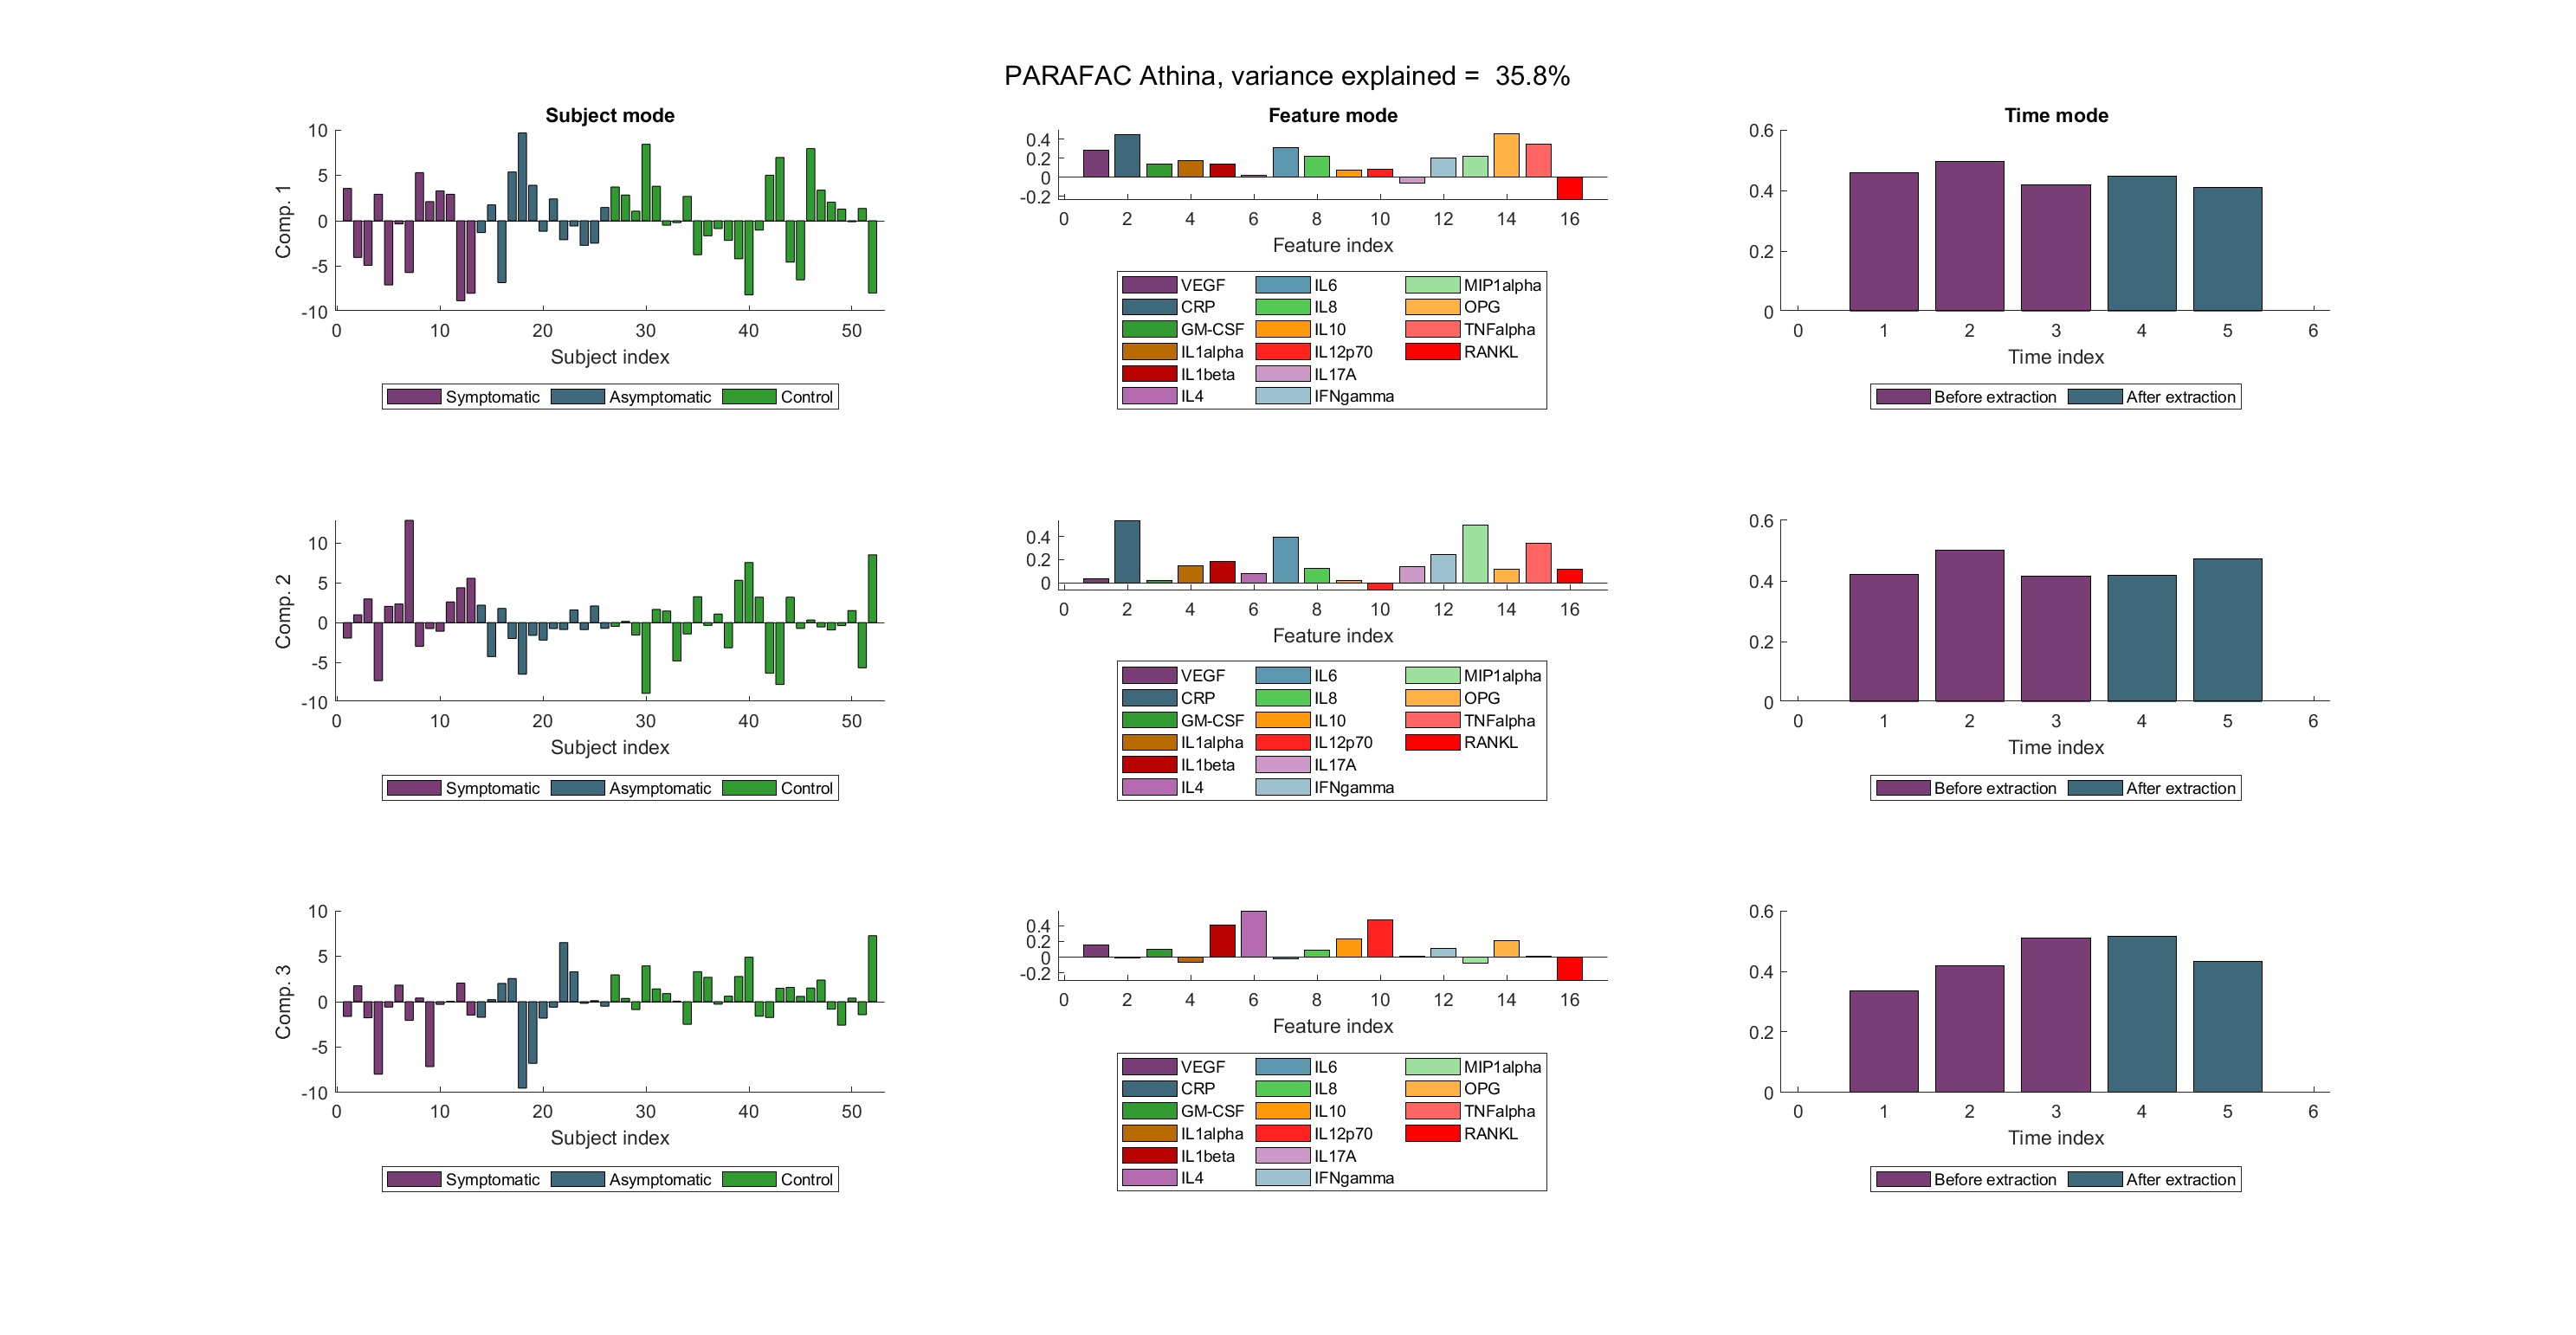 PARAFAC Athina, variance explained = 35.8%
Subject mode
Feature mode
Time mode
Comp. 1
10
5
0
-5
-10
0 10 20 30 40 50
Subject index
Symptomatic Asymptomatic Control
0.4
0.2
0
-0.2
0 2 4 6 8 10 12 14 16
Feature index
VEGF IL6 MIP1alpha
CRP IL8 OPG
GM-CSF IL10 TNFalpha
IL1alpha IL12p70 RANKL
IL1beta IL17A
IL4 IFNgamma
0.6
0.4
0.2
0
0 1 2 3 4 5 6
Time index
Before extraction After extraction
Comp. 2
10
5
0
-5
-10
0 10 20 30 40 50
Subject index
Symptomatic Asymptomatic Control
0.4
0.2
0
0 2 4 6 8 10 12 14 16
Feature index
VEGF IL6 MIP1alpha
CRP IL8 OPG
GM-CSF IL10 TNFalpha
IL1alpha IL12p70 RANKL
IL1beta IL17A
IL4 IFNgamma
0.6
0.4
0.2
0
0 1 2 3 4 5 6
Time index
Before extraction After extraction
Comp. 3
10
5
0
-5
-10
0 10 20 30 40 50
Subject index
Symptomatic Asymptomatic Control
0.4
0.2
0
-0.2
0 2 4 6 8 10 12 14 16
Feature index
VEGF IL6 MIP1alpha
CRP IL8 OPG
GM-CSF IL10 TNFalpha
IL1alpha IL12p70 RANKL
IL1beta IL17A
IL4 IFNgamma
0.6
0.4
0.2
0
0 1 2 3 4 5 6
Time index
Before extraction After extraction